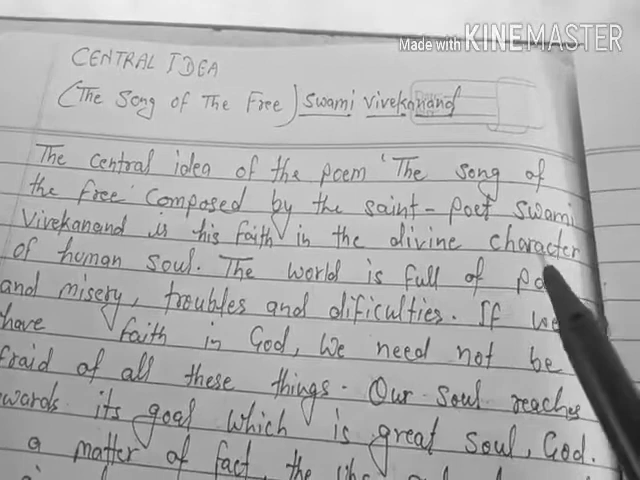 Made with KINEMASTER
CENTRAL IDEA
(The Song of The Free) Swami Vivekanand
The central idea of the poem 'The song of
the free' composed by the saint-poet Swami
Vivekanand is his faith in the divine character
of human soul. The world is full of
and misery, troubles and dificulties. If we
have faith in God, we need not be
fraid of all these things. Our soul reaches
wards its goal which is great soul, God.
a matter of fact, the